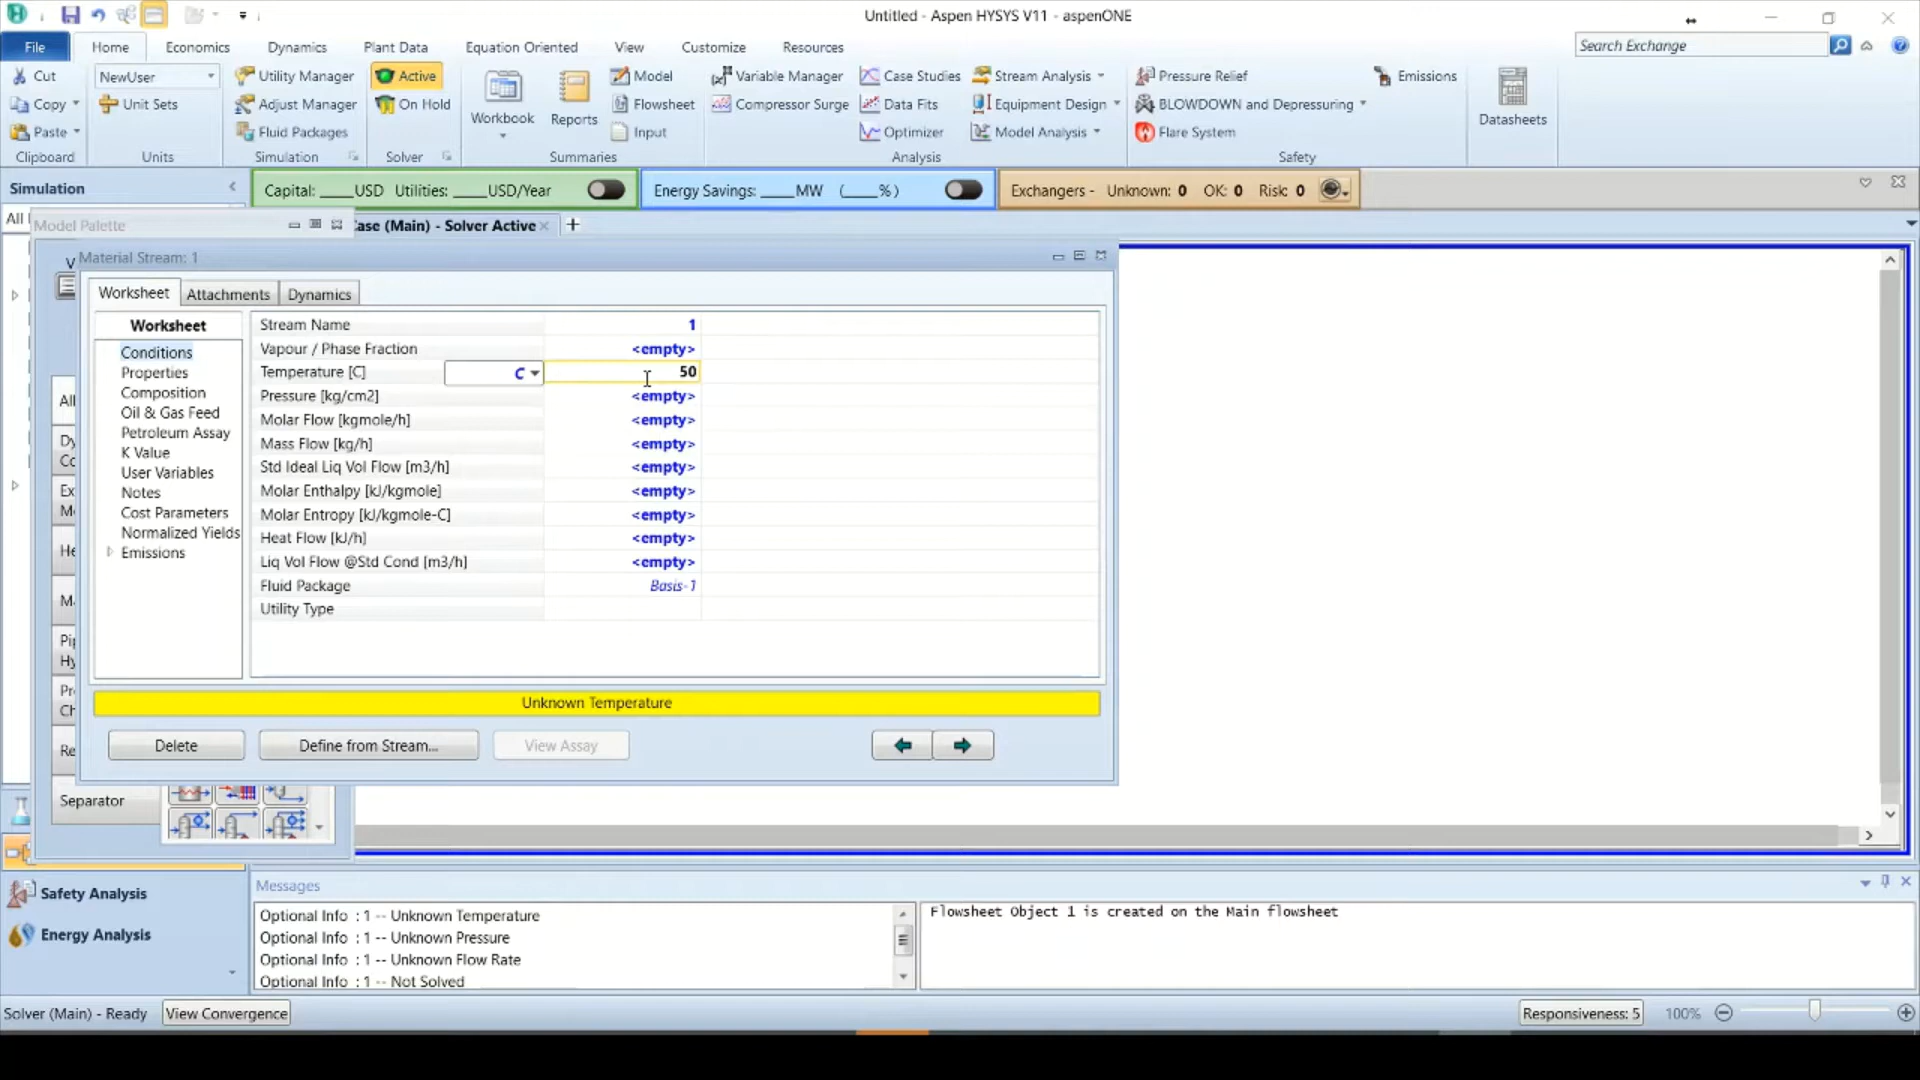 Untitled - Aspen HYSYS V11 - aspenONE
File Home Economics Dynamics Plant Data Equation Oriented View Customize Resources
Search Exchange
Cut NewUser Utility Manager Active Model Variable Manager Case Studies Stream Analysis Pressure Relief Emissions
Copy Unit Sets Adjust Manager On Hold Workbook Reports Flowsheet Compressor Surge Data Fits Equipment Design BLOWDOWN and Depressuring Datasheets
Paste Fluid Packages Input Optimizer Model Analysis Flare System
Clipboard Units Simulation Solver Summaries Analysis Safety
Simulation
Capital: _____USD Utilities: _____USD/Year
Energy Savings: _____MW (_____%)
Exchangers - Unknown: 0 OK: 0 Risk: 0
All
Model Palette
ase (Main) - Solver Active
Material Stream: 1
Worksheet Attachments Dynamics
Worksheet
Conditions
Properties
Composition
Oil & Gas Feed
Petroleum Assay
K Value
User Variables
Notes
Cost Parameters
Normalized Yields
Emissions
Stream Name 1
Vapour / Phase Fraction <empty>
Temperature [C] C 50
Pressure [kg/cm2] <empty>
Molar Flow [kgmole/h] <empty>
Mass Flow [kg/h] <empty>
Std Ideal Liq Vol Flow [m3/h] <empty>
Molar Enthalpy [kJ/kgmole] <empty>
Molar Entropy [kJ/kgmole-C] <empty>
Heat Flow [kJ/h] <empty>
Liq Vol Flow @Std Cond [m3/h] <empty>
Fluid Package Basis-1
Utility Type
Unknown Temperature
Delete Define from Stream... View Assay
Separator
Safety Analysis
Energy Analysis
Messages
Optional Info : 1 -- Unknown Temperature
Optional Info : 1 -- Unknown Pressure
Optional Info : 1 -- Unknown Flow Rate
Optional Info : 1 -- Not Solved
Flowsheet Object 1 is created on the Main flowsheet
Solver (Main) - Ready View Convergence
Responsiveness: 5 100%